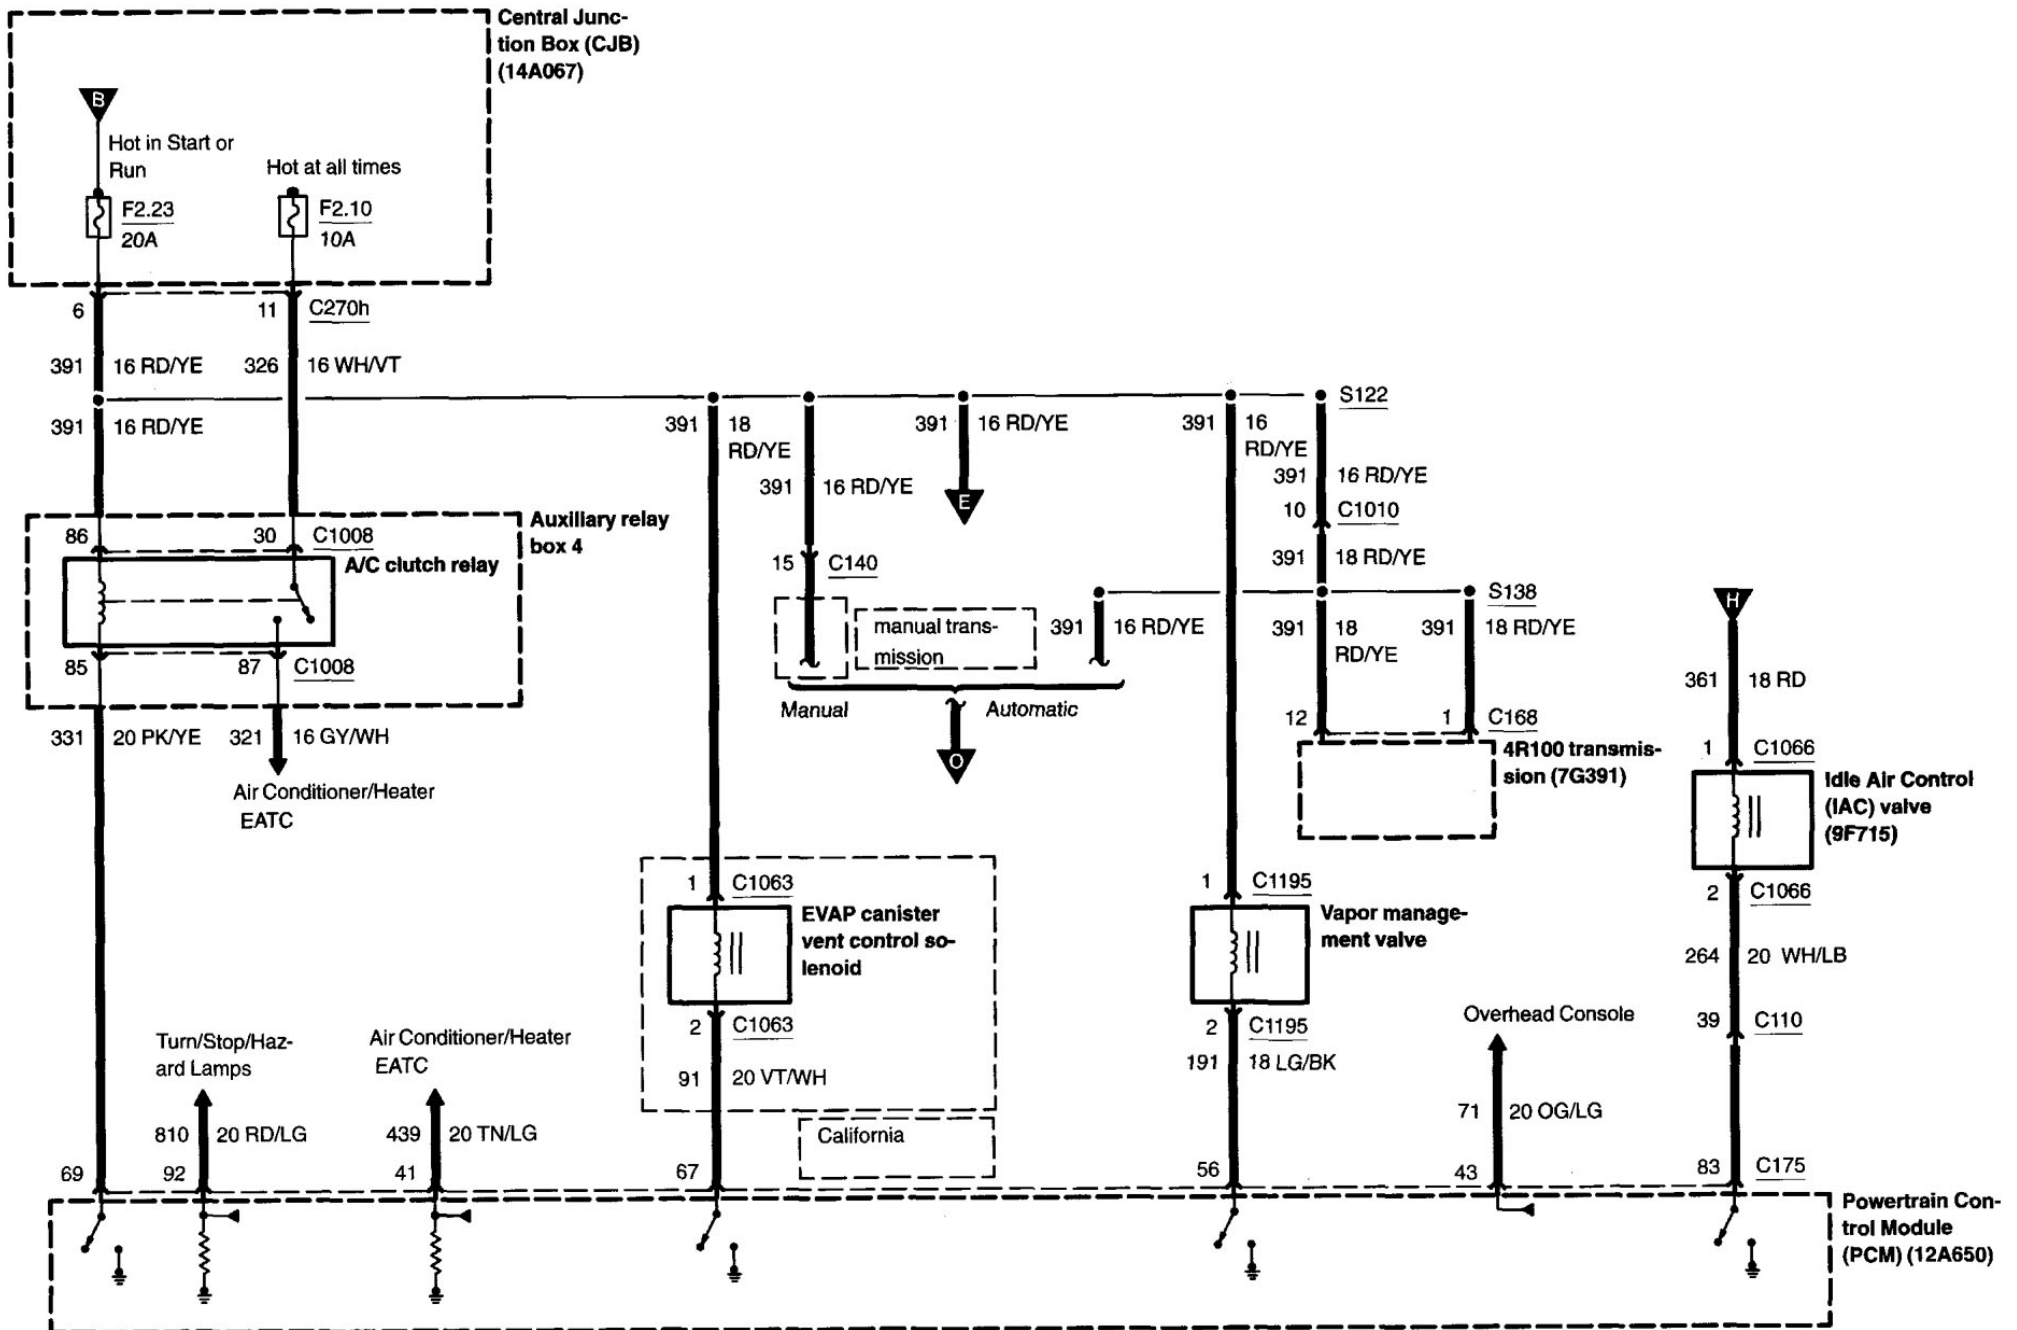 Central Junc-
tion Box (CJB)
(14A067)
B
Hot in Start or
Run
Hot at all times
F2.23
20A
F2.10
10A
6
11
C270h
391
16 RD/YE
326
16 WH/VT
391
16 RD/YE
S122
391
18
RD/YE
391
16 RD/YE
391
16
RD/YE
391
16 RD/YE
391
16 RD/YE
E
10
C1010
391
18 RD/YE
Auxiliary relay
box 4
86
30
C1008
A/C clutch relay
85
87
C1008
15
C140
manual trans-
mission
391
16 RD/YE
S138
391
18
RD/YE
391
18 RD/YE
H
361
18 RD
Manual
Automatic
O
12
1
C168
4R100 transmis-
sion (7G391)
331
20 PK/YE
321
16 GY/WH
Air Conditioner/Heater
EATC
1
C1066
Idle Air Control
(IAC) valve
(9F715)
2
C1066
1
C1063
EVAP canister
vent control so-
lenoid
2
C1063
91
20 VT/WH
California
1
C1195
Vapor manage-
ment valve
2
C1195
191
18 LG/BK
264
20 WH/LB
39
C110
Overhead Console
71
20 OG/LG
Turn/Stop/Haz-
ard Lamps
Air Conditioner/Heater
EATC
810
20 RD/LG
439
20 TN/LG
69
92
41
67
56
43
83
C175
Powertrain Con-
trol Module
(PCM) (12A650)